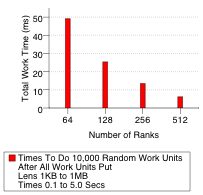 Total Work Time (ms)
50
40
30
20
10
0
64
128
256
512
Number of Ranks
Times To Do 10,000 Random Work Units
After All Work Units Put
Lens 1KB to 1MB
Times 0.1 to 5.0 Secs